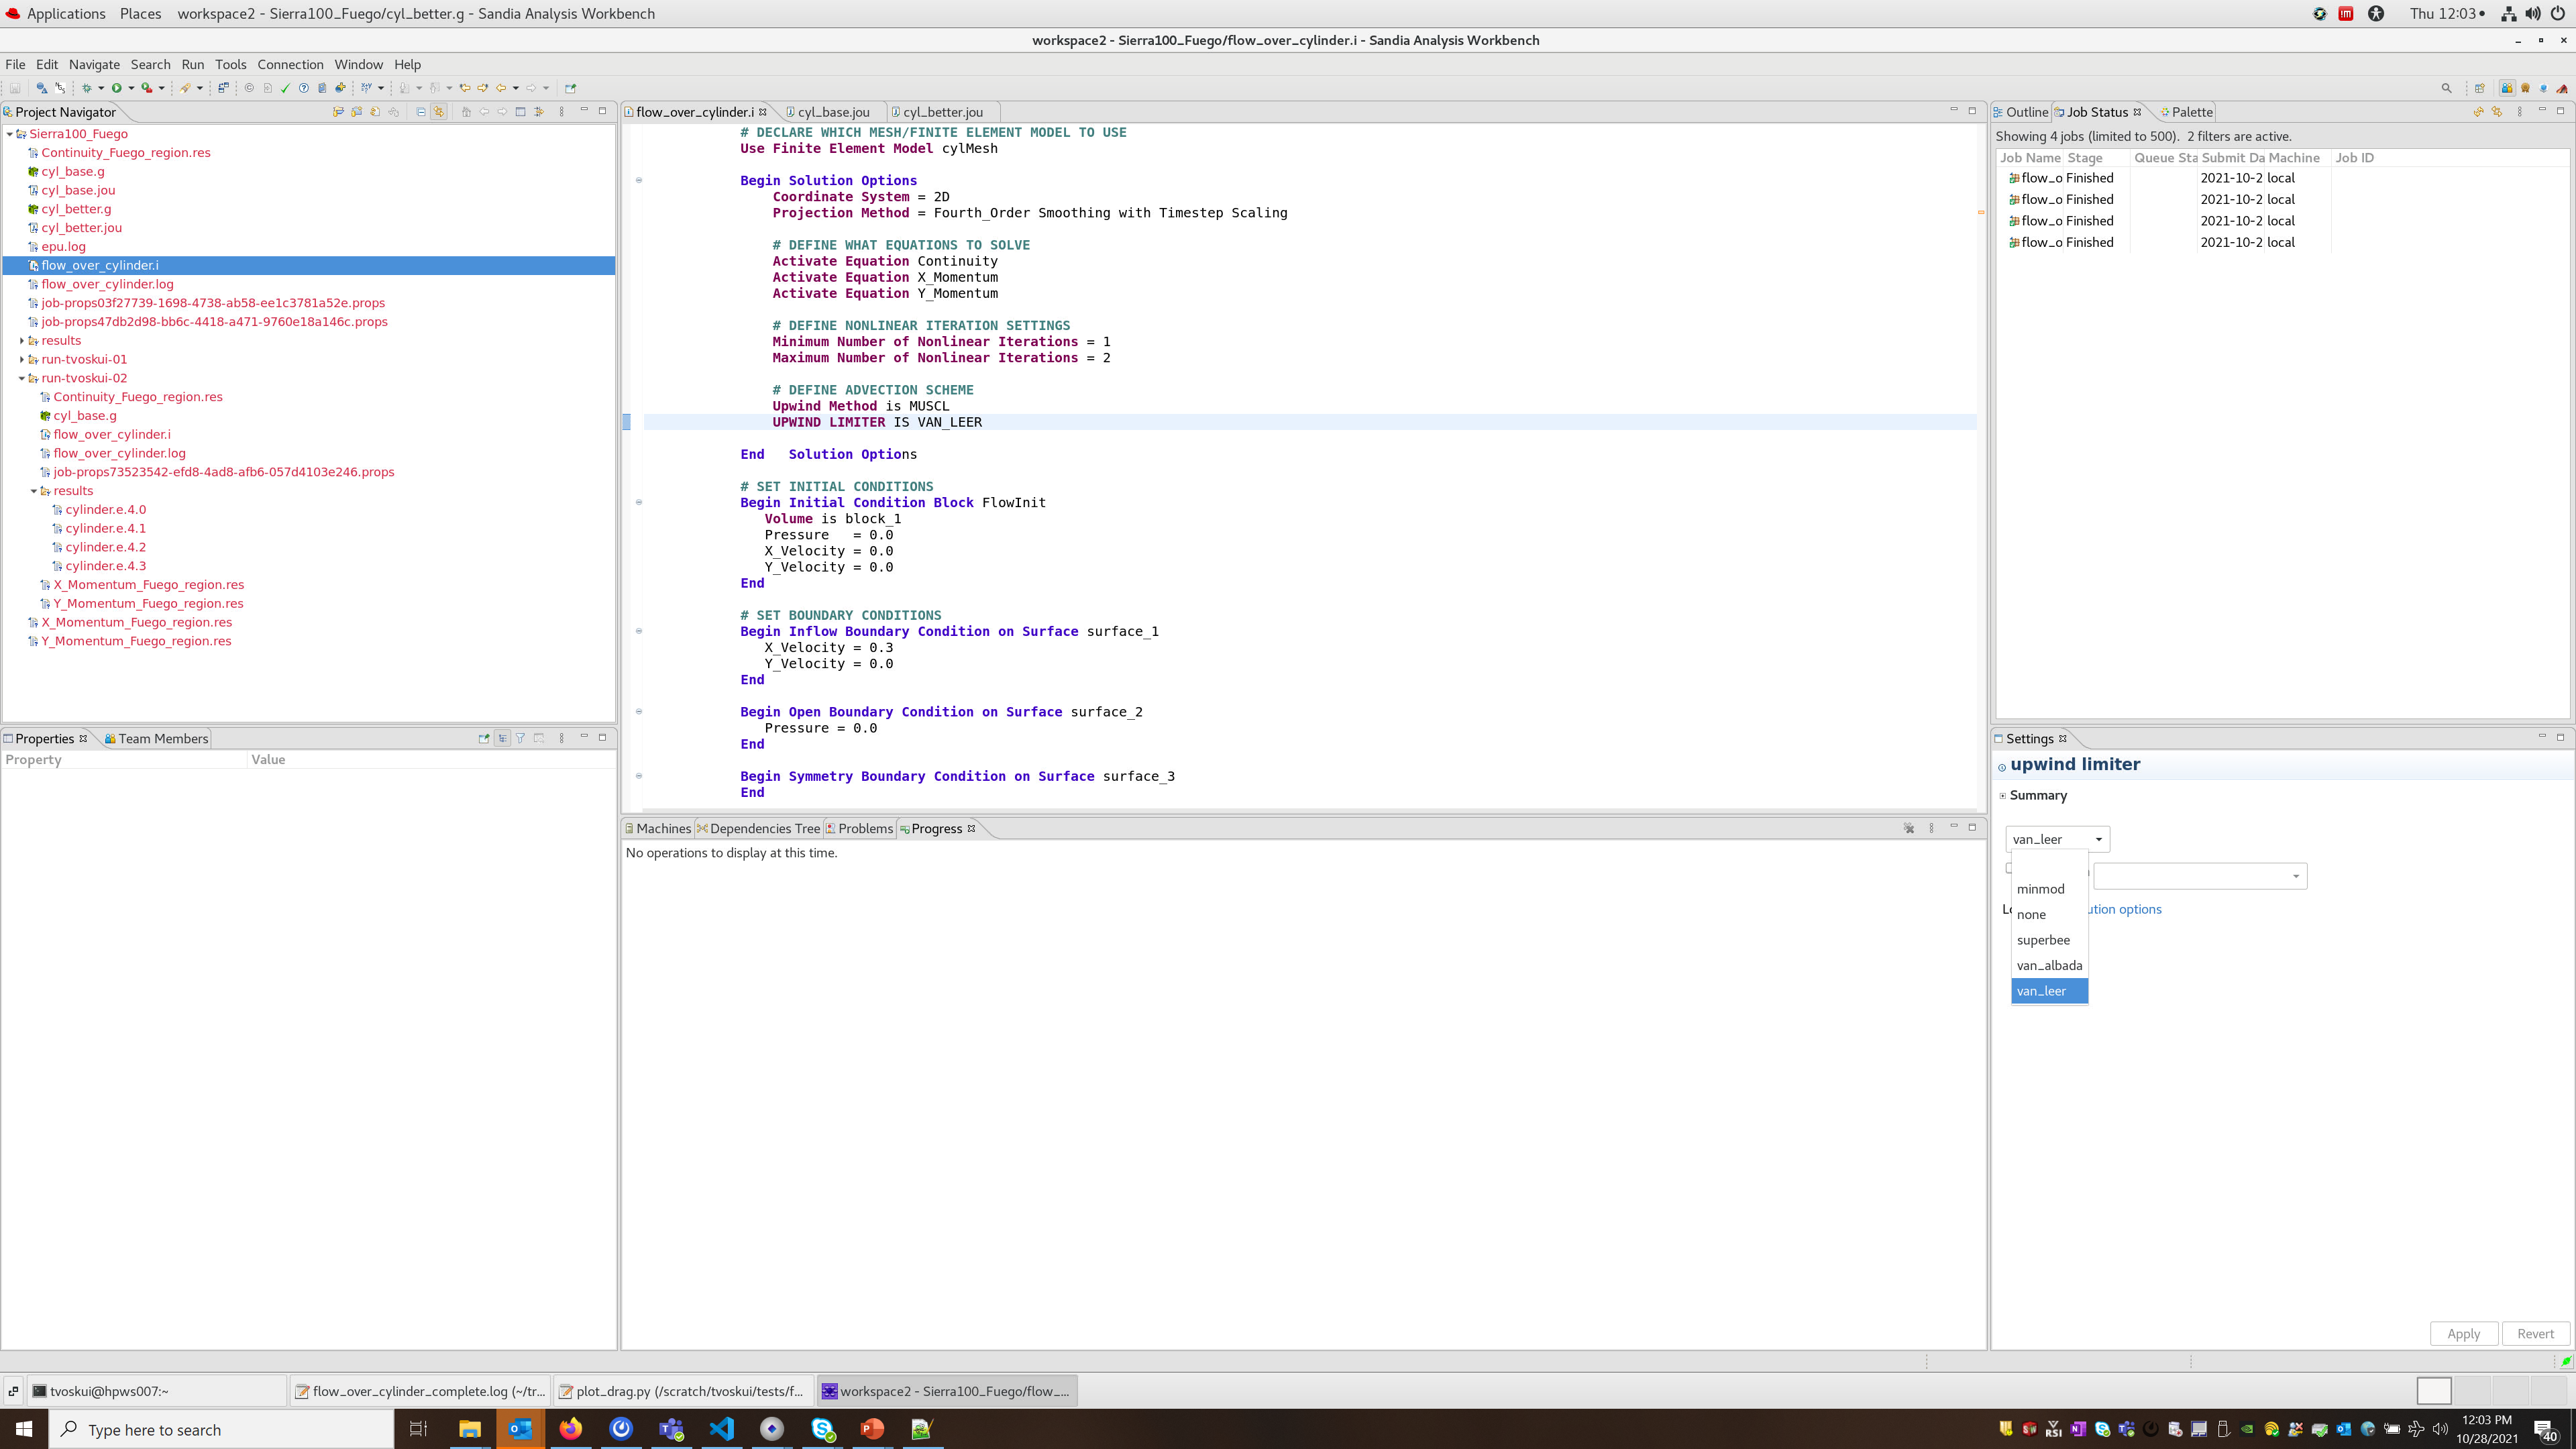 Applications Places workspace2 - Sierra100_Fuego/cyl_better.g - Sandia Analysis Workbench
Thu 12:03
workspace2 - Sierra100_Fuego/flow_over_cylinder.i - Sandia Analysis Workbench
File Edit Navigate Search Run Tools Connection Window Help
Project Navigator
Sierra100_Fuego
Continuity_Fuego_region.res
cyl_base.g
cyl_base.jou
cyl_better.g
cyl_better.jou
epu.log
flow_over_cylinder.i
flow_over_cylinder.log
job-props03f27739-1698-4738-ab58-ee1c3781a52e.props
job-props47db2d98-bb6c-4418-a471-9760e18a146c.props
results
run-tvoskui-01
run-tvoskui-02
Continuity_Fuego_region.res
cyl_base.g
flow_over_cylinder.i
flow_over_cylinder.log
job-props73523542-efd8-4ad8-afb6-057d4103e246.props
results
cylinder.e.4.0
cylinder.e.4.1
cylinder.e.4.2
cylinder.e.4.3
X_Momentum_Fuego_region.res
Y_Momentum_Fuego_region.res
X_Momentum_Fuego_region.res
Y_Momentum_Fuego_region.res
Properties Team Members
Property Value
flow_over_cylinder.i cyl_base.jou cyl_better.jou
# DECLARE WHICH MESH/FINITE ELEMENT MODEL TO USE
Use Finite Element Model cylMesh
Begin Solution Options
Coordinate System = 2D
Projection Method = Fourth_Order Smoothing with Timestep Scaling
# DEFINE WHAT EQUATIONS TO SOLVE
Activate Equation Continuity
Activate Equation X_Momentum
Activate Equation Y_Momentum
# DEFINE NONLINEAR ITERATION SETTINGS
Minimum Number of Nonlinear Iterations = 1
Maximum Number of Nonlinear Iterations = 2
# DEFINE ADVECTION SCHEME
Upwind Method is MUSCL
UPWIND LIMITER IS VAN_LEER
End   Solution Options
# SET INITIAL CONDITIONS
Begin Initial Condition Block FlowInit
Volume is block_1
Pressure   = 0.0
X_Velocity = 0.0
Y_Velocity = 0.0
End
# SET BOUNDARY CONDITIONS
Begin Inflow Boundary Condition on Surface surface_1
X_Velocity = 0.3
Y_Velocity = 0.0
End
Begin Open Boundary Condition on Surface surface_2
Pressure = 0.0
End
Begin Symmetry Boundary Condition on Surface surface_3
End
Machines Dependencies Tree Problems Progress
No operations to display at this time.
Outline Job Status Palette
Showing 4 jobs (limited to 500). 2 filters are active.
Job Name Stage Queue Sta Submit Da Machine Job ID
flow_o Finished 2021-10-2 local
flow_o Finished 2021-10-2 local
flow_o Finished 2021-10-2 local
flow_o Finished 2021-10-2 local
Settings
upwind limiter
Summary
van_leer
minmod
none
superbee
van_albada
van_leer
ution options
Apply Revert
tvoskui@hpws007:~
flow_over_cylinder_complete.log (~/tr...
plot_drag.py (/scratch/tvoskui/tests/f...
workspace2 - Sierra100_Fuego/flow_...
Type here to search
RSI
12:03 PM
10/28/2021
40